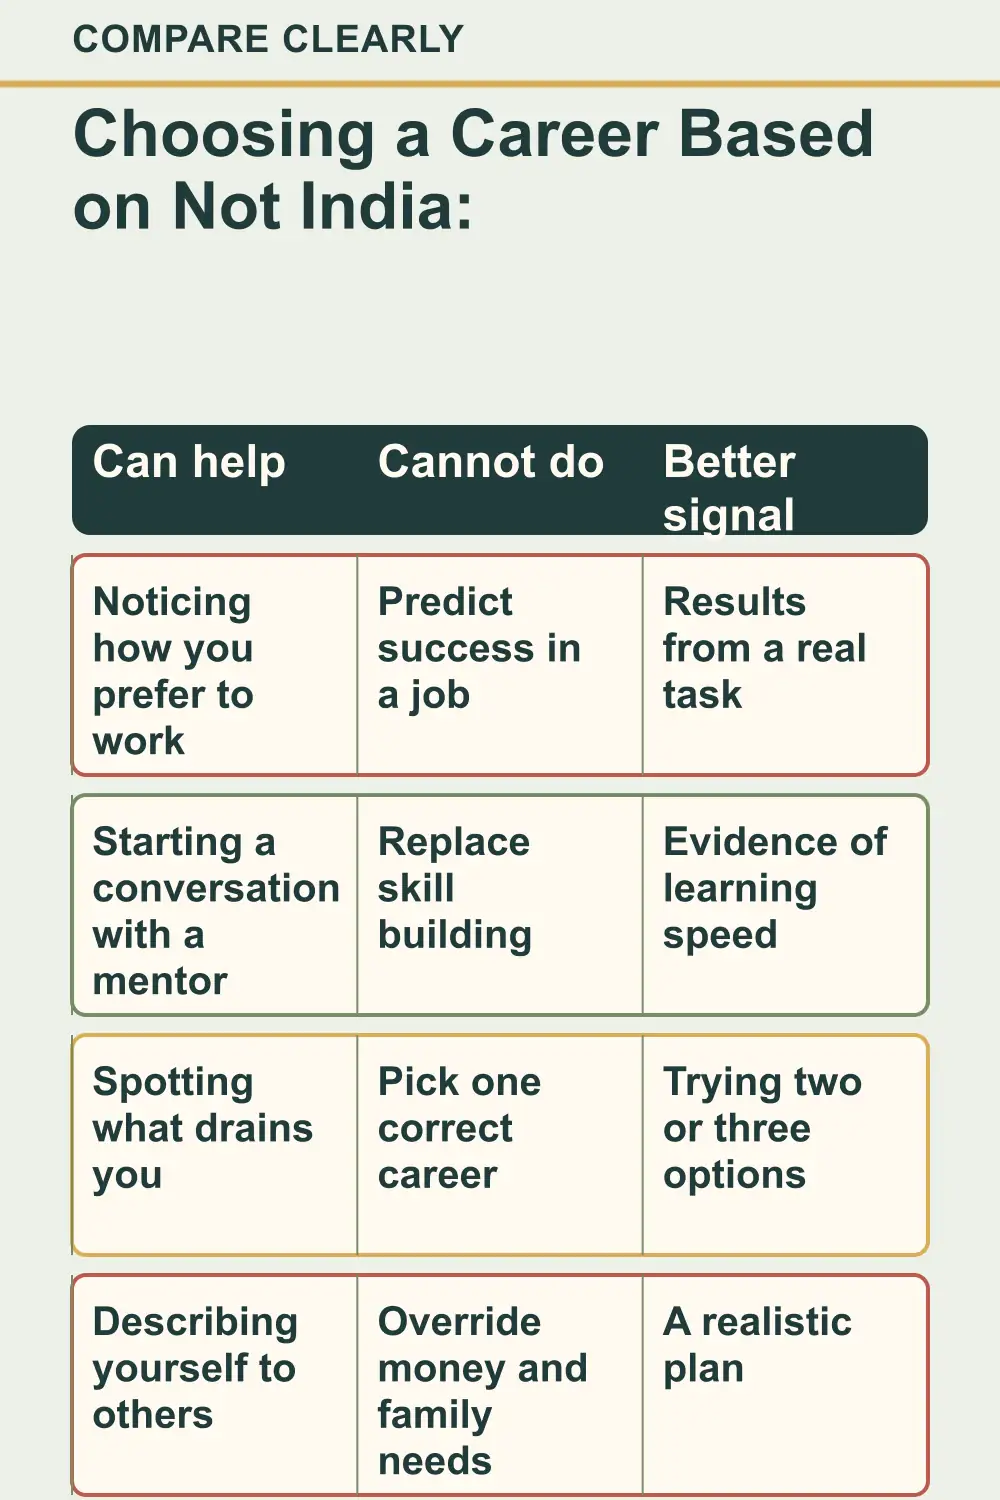 COMPARE CLEARLY
Choosing a Career Based
on Not India:
Can help
Cannot do
Better
signal
Noticing
how you
prefer to
work
Predict
success in
a job
Results
from a real
task
Starting a
conversation
with a
mentor
Replace
skill
building
Evidence of
learning
speed
Spotting
what drains
you
Pick one
correct
career
Trying two
or three
options
Describing
yourself to
others
Override
money and
family
needs
A realistic
plan